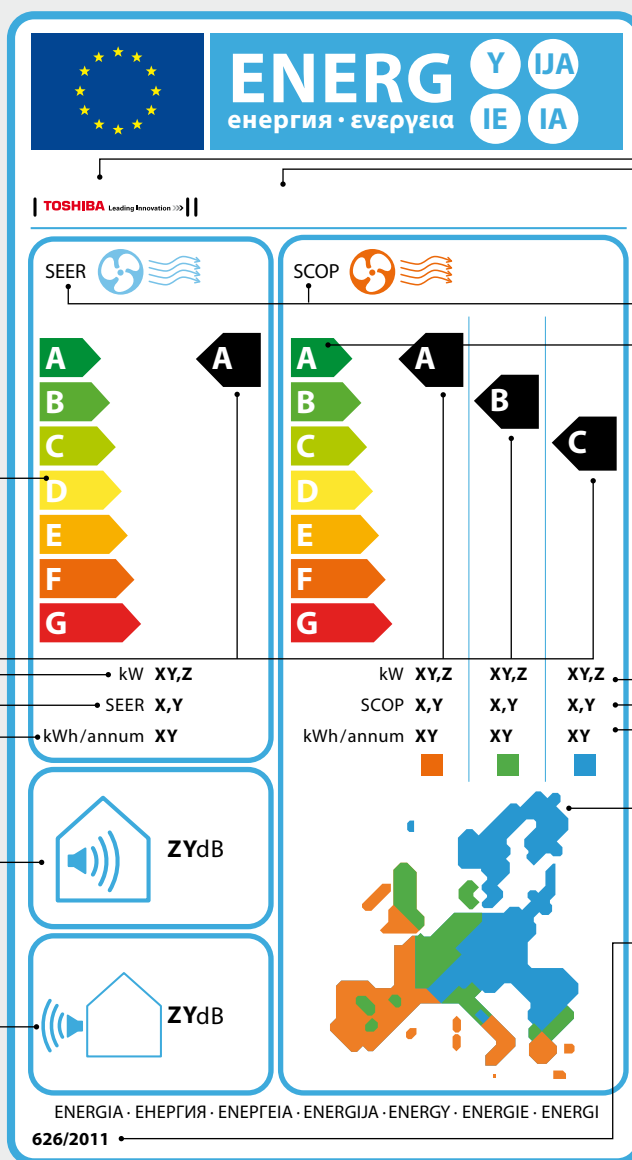 ENERG Y IJA
енергия · ενεργεια IE IA
TOSHIBA Leading Innovation >>>
SEER
SCOP
A A
B
C
D
E
F
G
A A
B B
C C
D
E
F
G
kW XY,Z
SEER X,Y
kWh/annum XY
kW XY,Z XY,Z XY,Z
SCOP X,Y X,Y X,Y
kWh/annum XY XY XY
ZYdB
ZYdB
ENERGIA · ЕНЕРГИЯ · ΕΝΕΡΓΕΙΑ · ENERGIJA · ENERGY · ENERGIE · ENERGI
626/2011